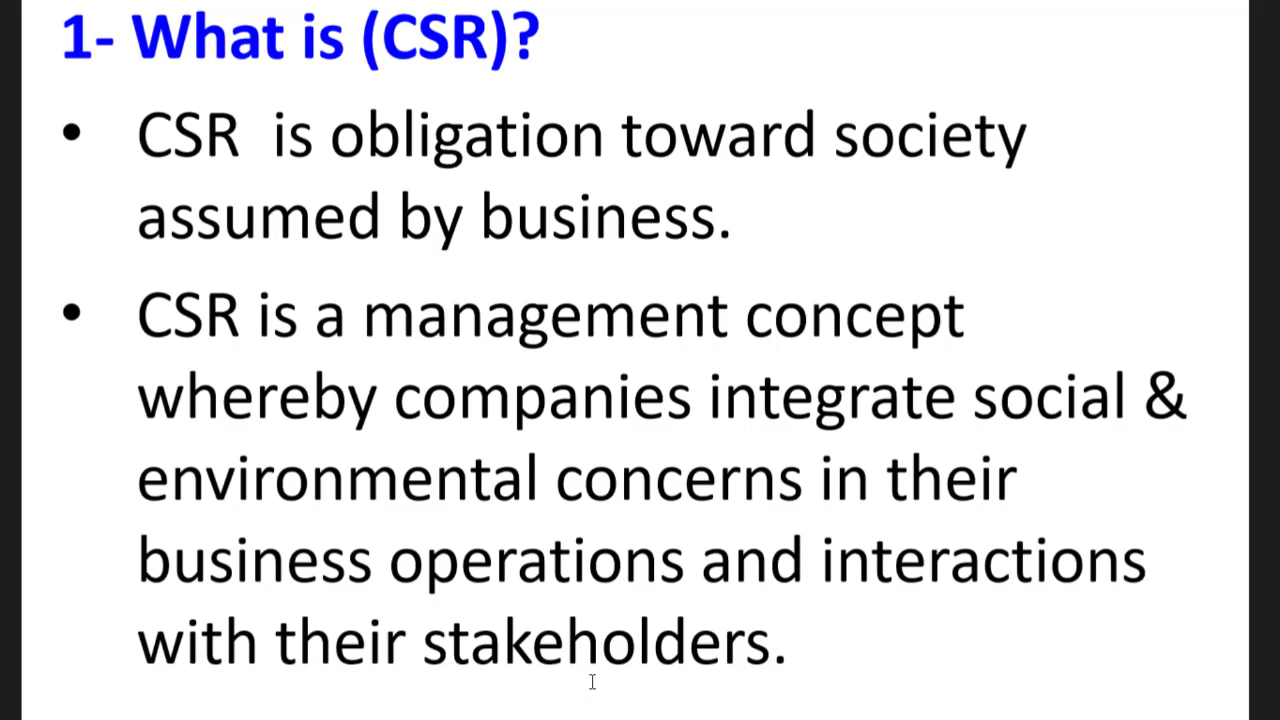 1- What is (CSR)?
• CSR  is obligation toward society
assumed by business.
• CSR is a management concept
whereby companies integrate social &
environmental concerns in their
business operations and interactions
with their stakeholders.